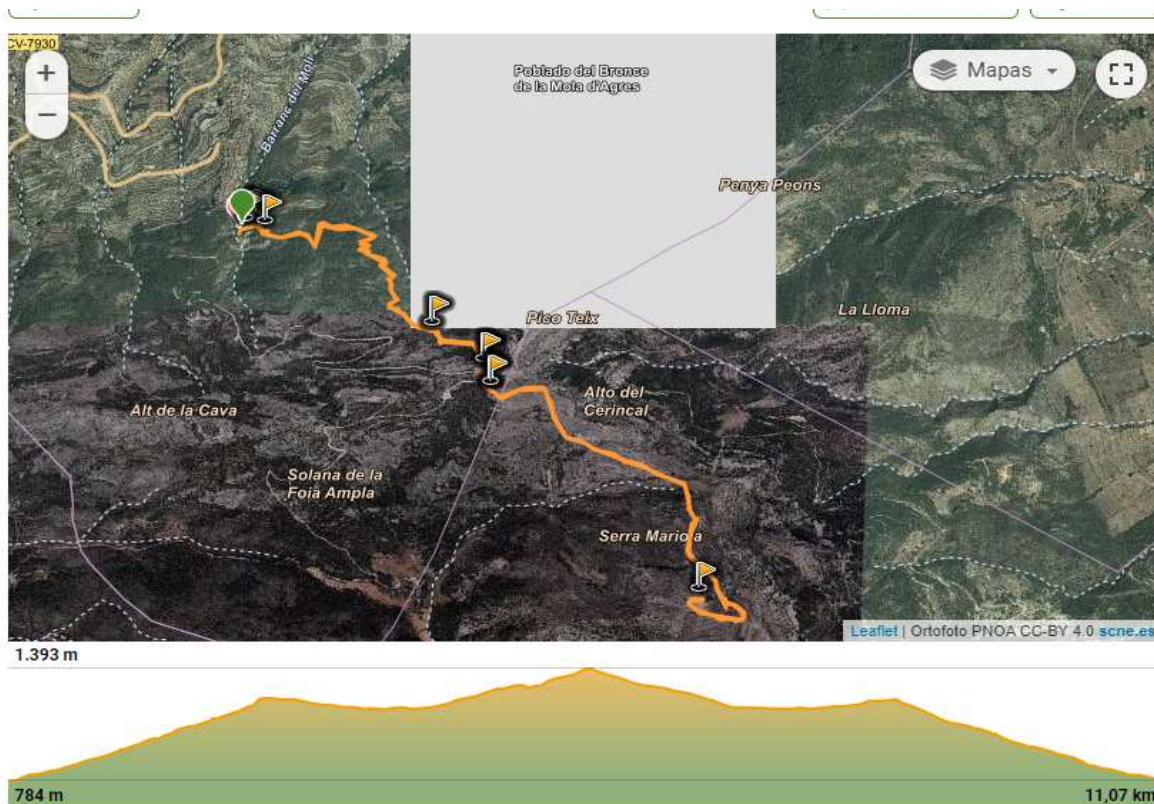 CV-7930
+
−
Mapas
Poblado del Bronce
de la Mola d'Agres
Barranc del Molí
Penya Peons
La Lloma
Pico Teix
Alto del
Cerincal
Alt de la Cava
Solana de la
Foia Ampla
Serra Mariola
Leaflet | Ortofoto PNOA CC-BY 4.0 scne.es
1.393 m
784 m
11,07 km